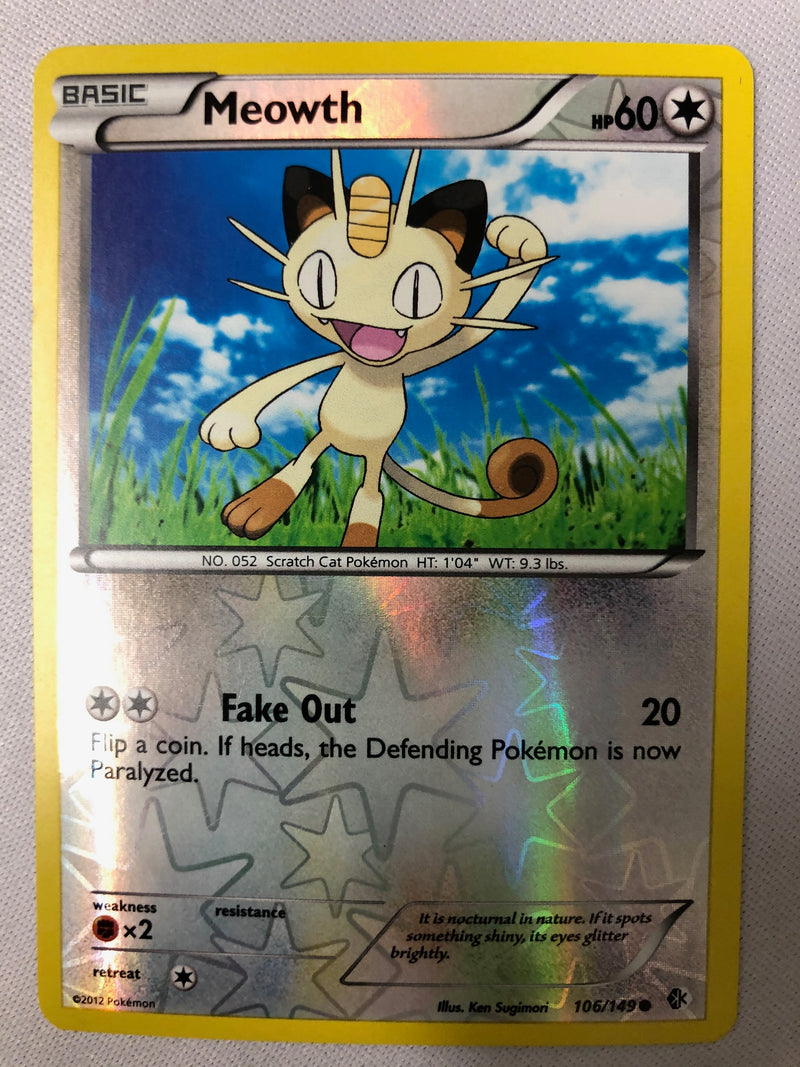 BASIC Meowth HP60
NO. 052 Scratch Cat Pokémon HT: 1'04" WT: 9.3 lbs.
Fake Out 20
Flip a coin. If heads, the Defending Pokémon is now
Paralyzed.
weakness resistance
×2
It is nocturnal in nature. If it spots
something shiny, its eyes glitter
brightly.
retreat
©2012 Pokémon Illus. Ken Sugimori 106/149